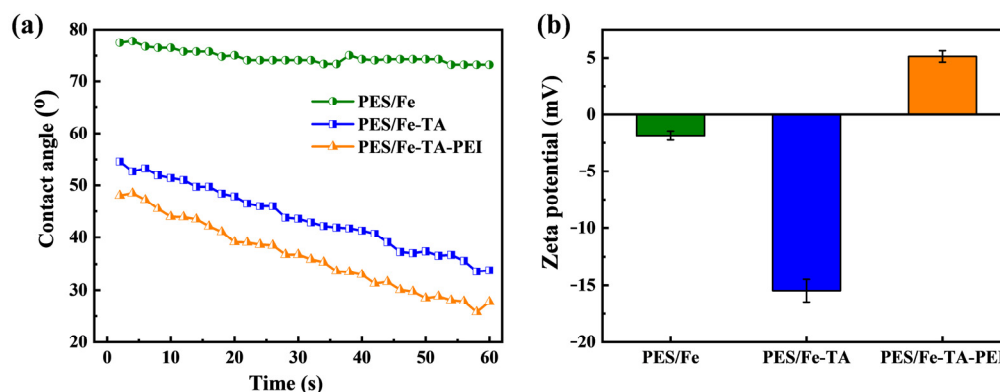 (a)
80
70
60
50
40
30
20
Contact angle (⁰)
PES/Fe
PES/Fe-TA
PES/Fe-TA-PEI
0 10 20 30 40 50 60
Time (s)
(b)
5
0
-5
-10
-15
-20
Zeta potential (mV)
PES/Fe PES/Fe-TA PES/Fe-TA-PEI